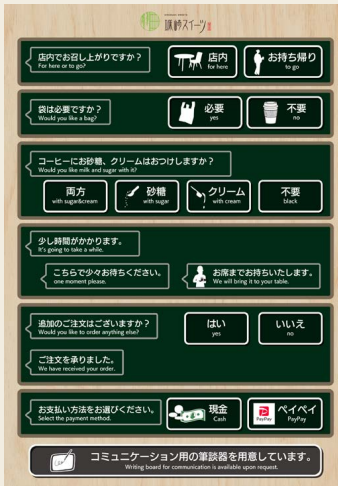 味岭スイーツ
店内でお召し上がりですか？
For here or to go?
店内
for here
お持ち帰り
to go
袋は必要ですか？
Would you like a bag?
必要
yes
不要
no
コーヒーにお砂糖、クリームはおつけしますか？
Would you like milk and sugar with it?
両方
with sugar&cream
砂糖
with sugar
クリーム
with cream
不要
black
少し時間がかかります。
It's going to take a while.
こちらで少々お待ちください。
one moment please.
お席までお持ちいたします。
We will bring it to your table.
追加のご注文はございますか？
Would you like to order anything else?
はい
yes
いいえ
no
ご注文を承りました。
We have received your order.
お支払い方法をお選びください。
Select the payment method.
現金
Cash
PayPay
ペイペイ
PayPay
コミュニケーション用の筆談器を用意しています。
Writing board for communication is available upon request.